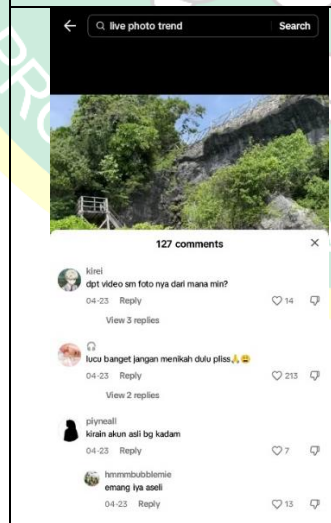 live photo trend Search
127 comments
kirei
dpt video sm foto nya dari mana min?
04-23 Reply 14
View 3 replies
lucu banget jangan menikah dulu pliss🙏😩
04-23 Reply 213
View 2 replies
piyneall
kirain akun asli bg kadam
04-23 Reply 7
hmmmbubblemie
emang iya aseli
04-23 Reply 13